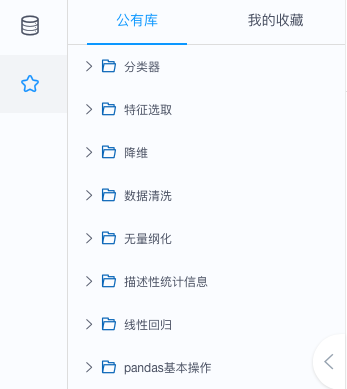 公有库 我的收藏
分类器
特征选取
降维
数据清洗
无量纲化
描述性统计信息
线性回归
pandas基本操作